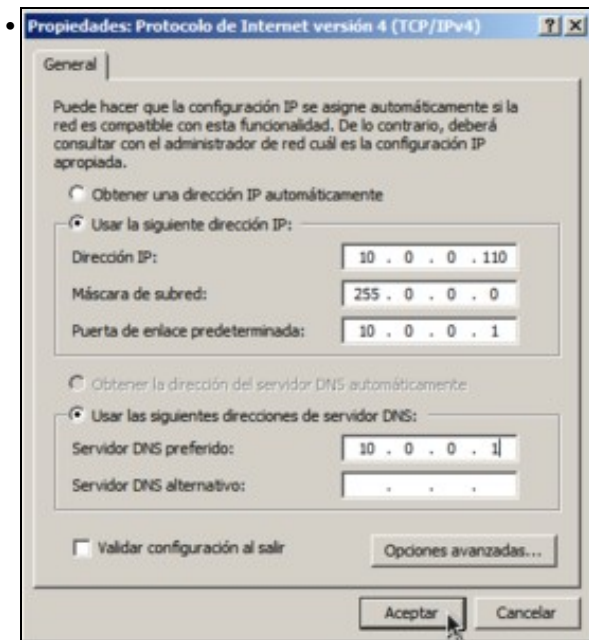 Propiedades: Protocolo de Internet versión 4 (TCP/IPv4)
General
Puede hacer que la configuración IP se asigne automáticamente si la
red es compatible con esta funcionalidad. De lo contrario, deberá
consultar con el administrador de red cuál es la configuración IP
apropiada.
Obtener una dirección IP automáticamente
Usar la siguiente dirección IP:
Dirección IP: 10 . 0 . 0 . 110
Máscara de subred: 255 . 0 . 0 . 0
Puerta de enlace predeterminada: 10 . 0 . 0 . 1
Obtener la dirección del servidor DNS automáticamente
Usar las siguientes direcciones de servidor DNS:
Servidor DNS preferido: 10 . 0 . 0 . 1
Servidor DNS alternativo: . . .
Validar configuración al salir Opciones avanzadas...
Aceptar Cancelar